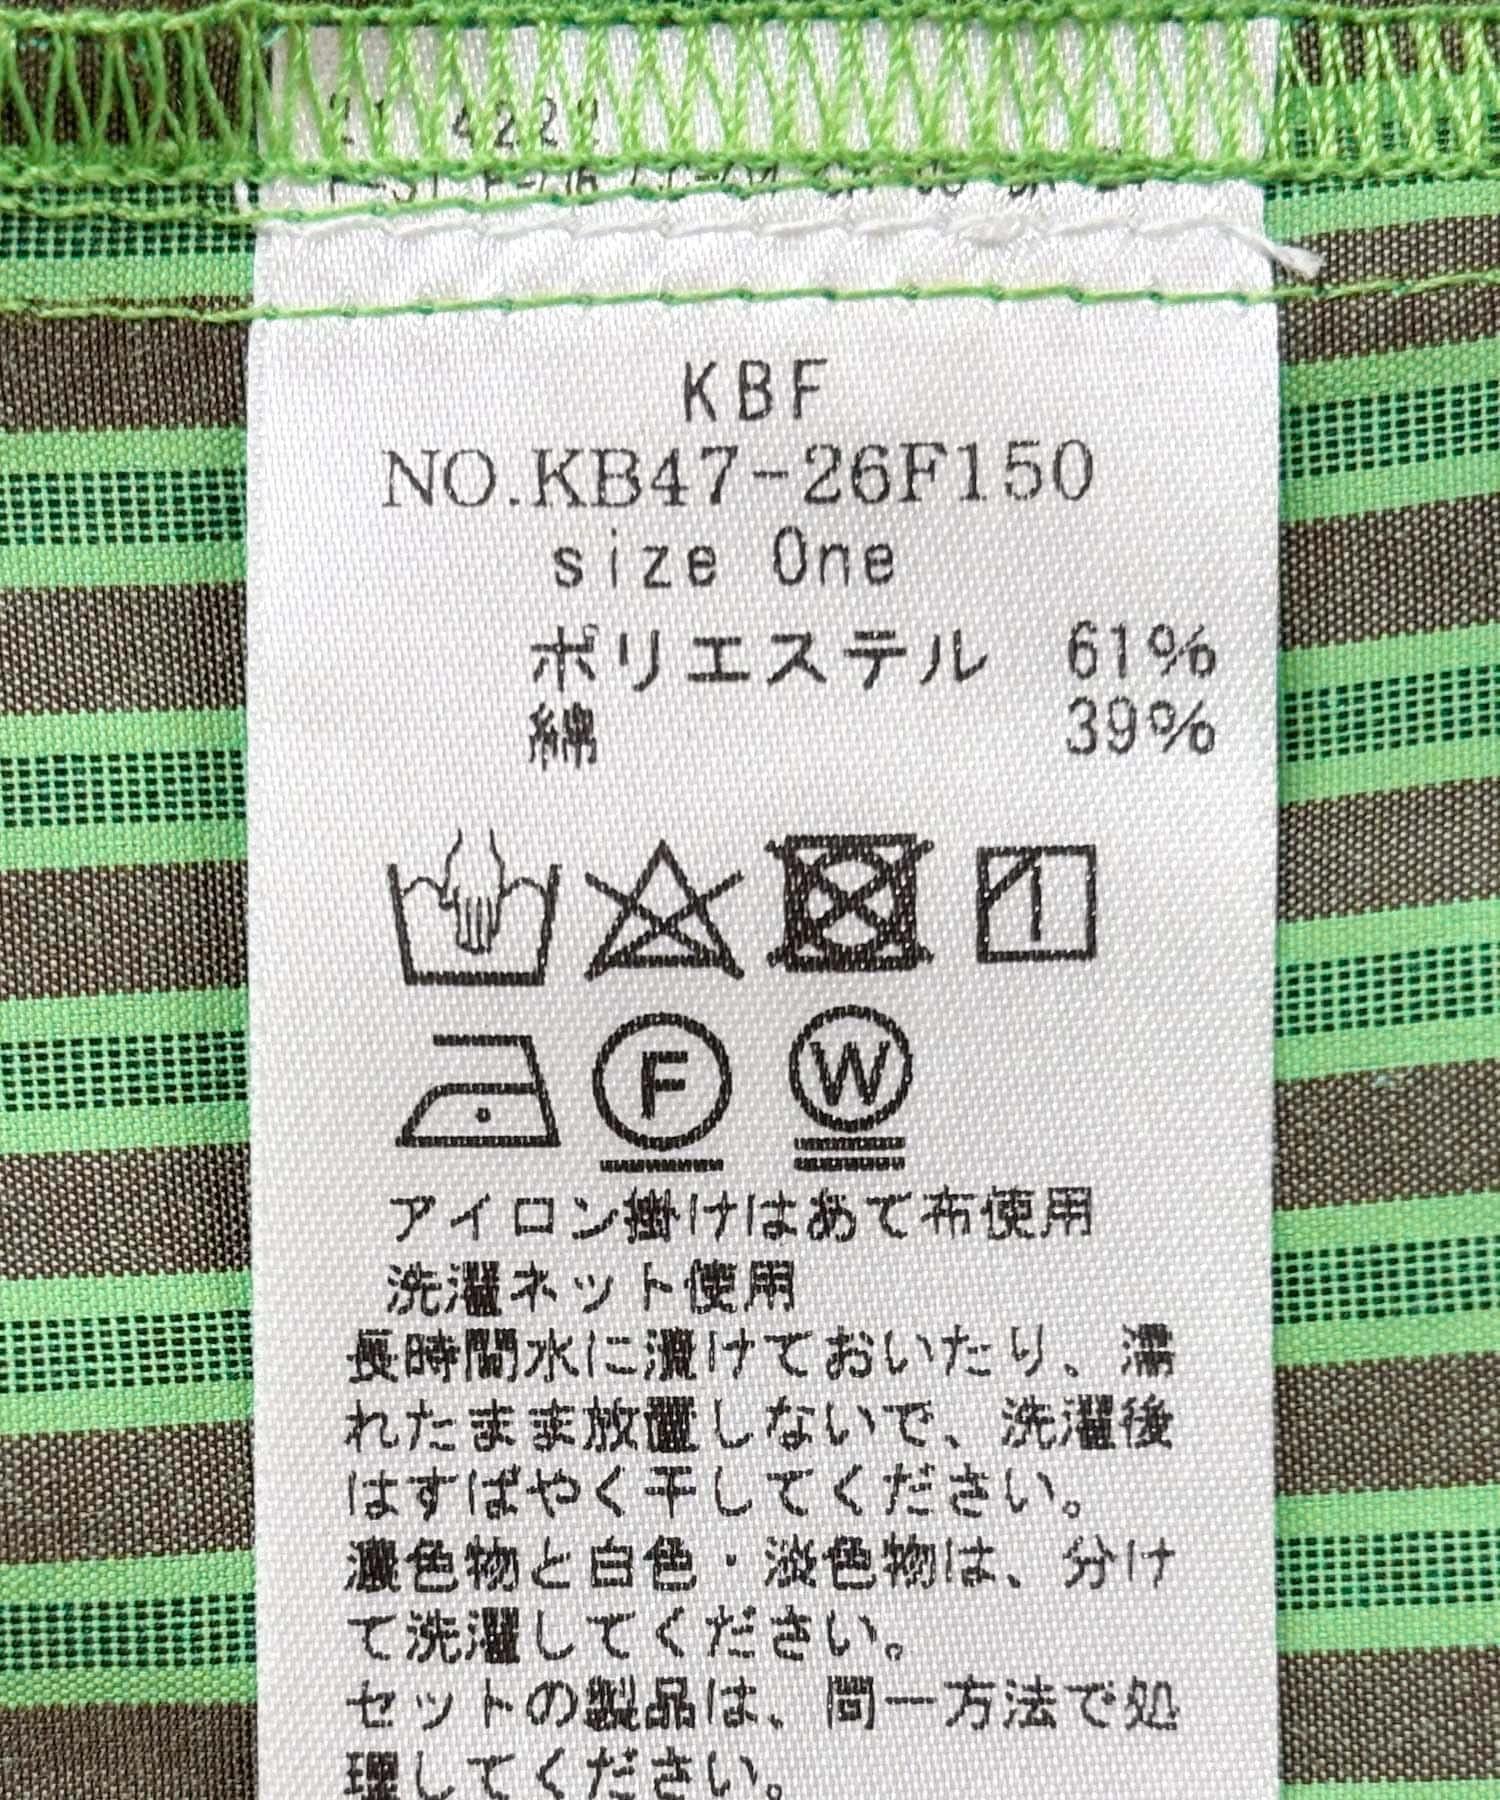 KBF
NO.KB47-26F150
size One
ポリエステル 61%
綿 39%
F
W
アイロン掛けはあて布使用
洗濯ネット使用
長時間水に漬けておいたり、濡
れたまま放置しないで、洗濯後
はすばやく干してください。
濃色物と白色・淡色物は、分け
て洗濯してください。
セットの製品は、同一方法で処
理してください。